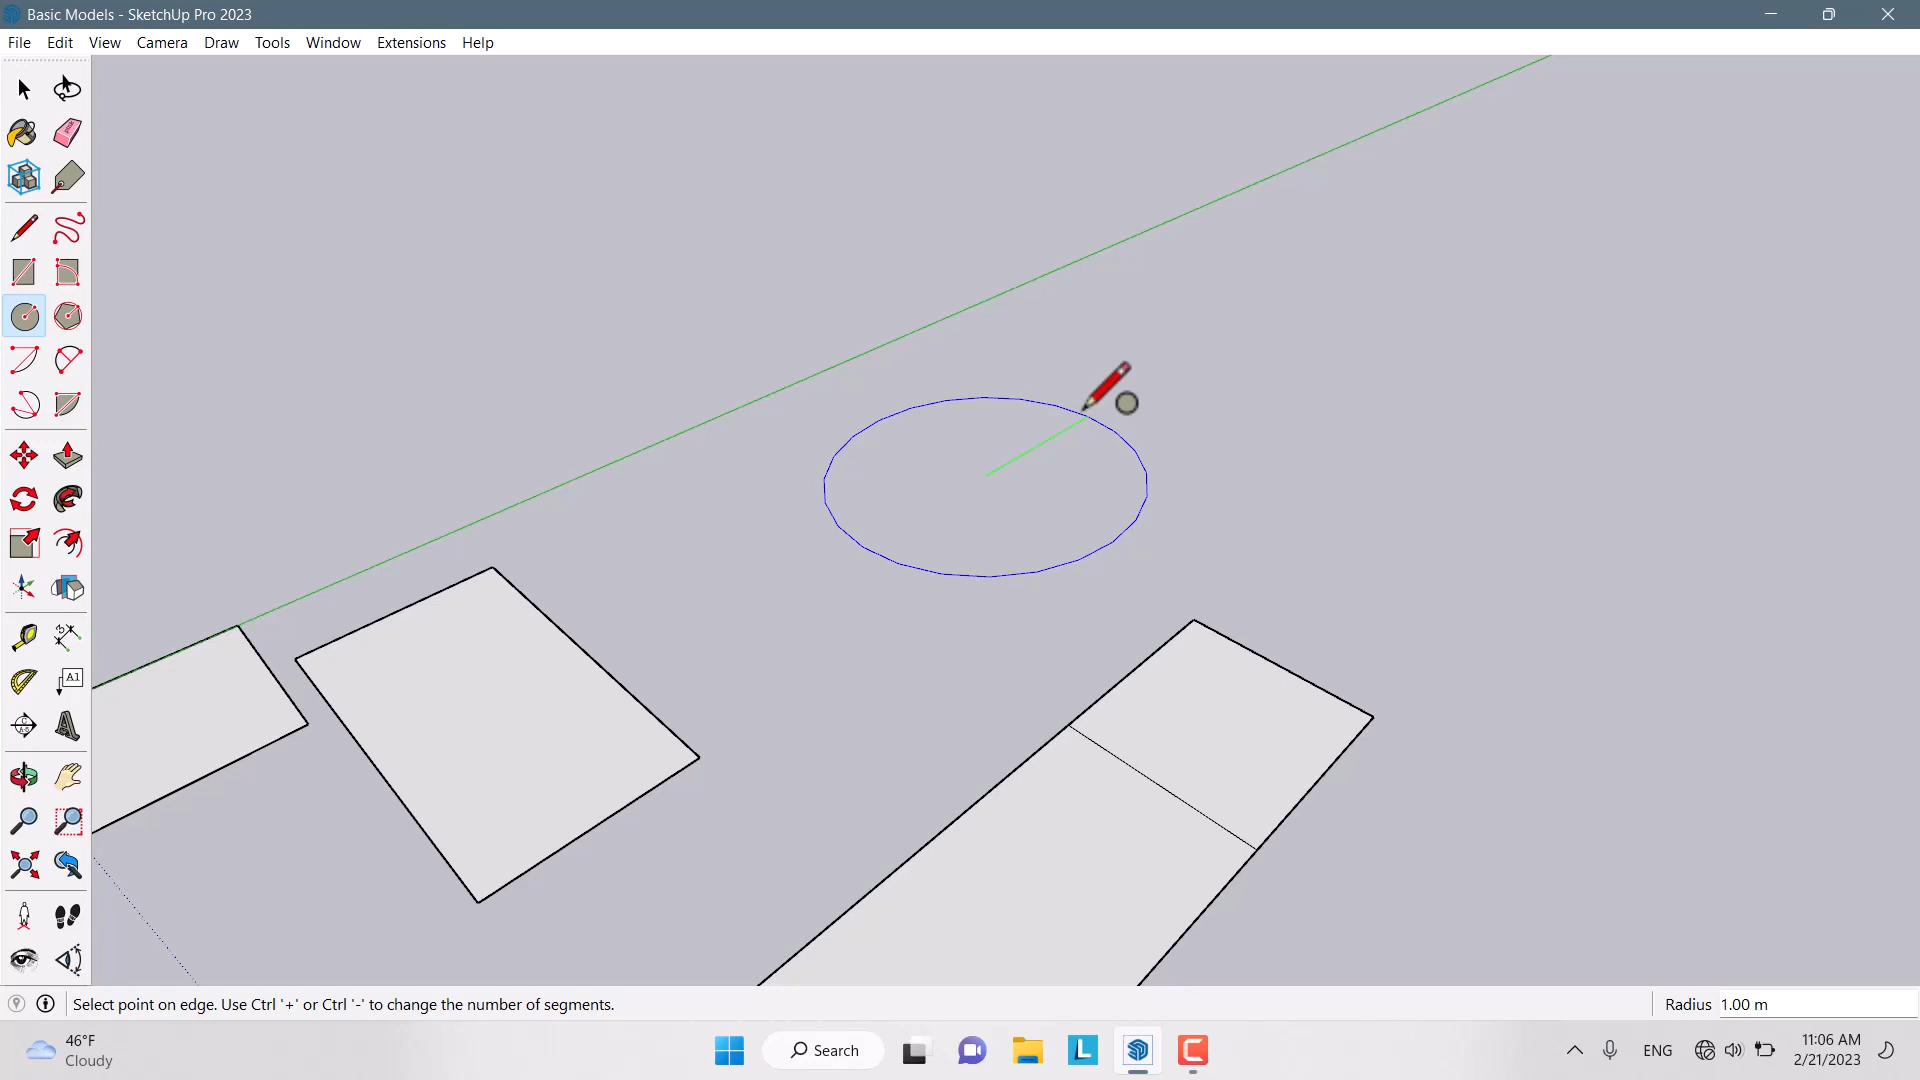 Basic Models - SketchUp Pro 2023
File Edit View Camera Draw Tools Window Extensions Help
A1
Select point on edge. Use Ctrl '+' or Ctrl '-' to change the number of segments.
Radius 1.00 m
46°F
Cloudy
Search
ENG
11:06 AM
2/21/2023